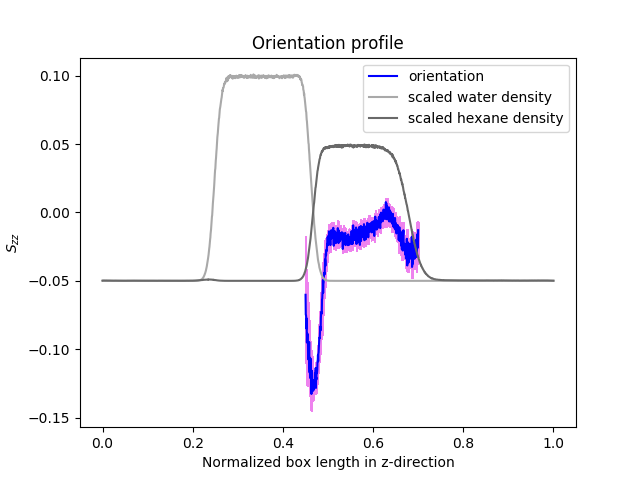 Orientation profile
orientation
scaled water density
scaled hexane density
0.10
0.05
0.00
−0.05
−0.10
−0.15
S_zz
0.0 0.2 0.4 0.6 0.8 1.0
Normalized box length in z-direction